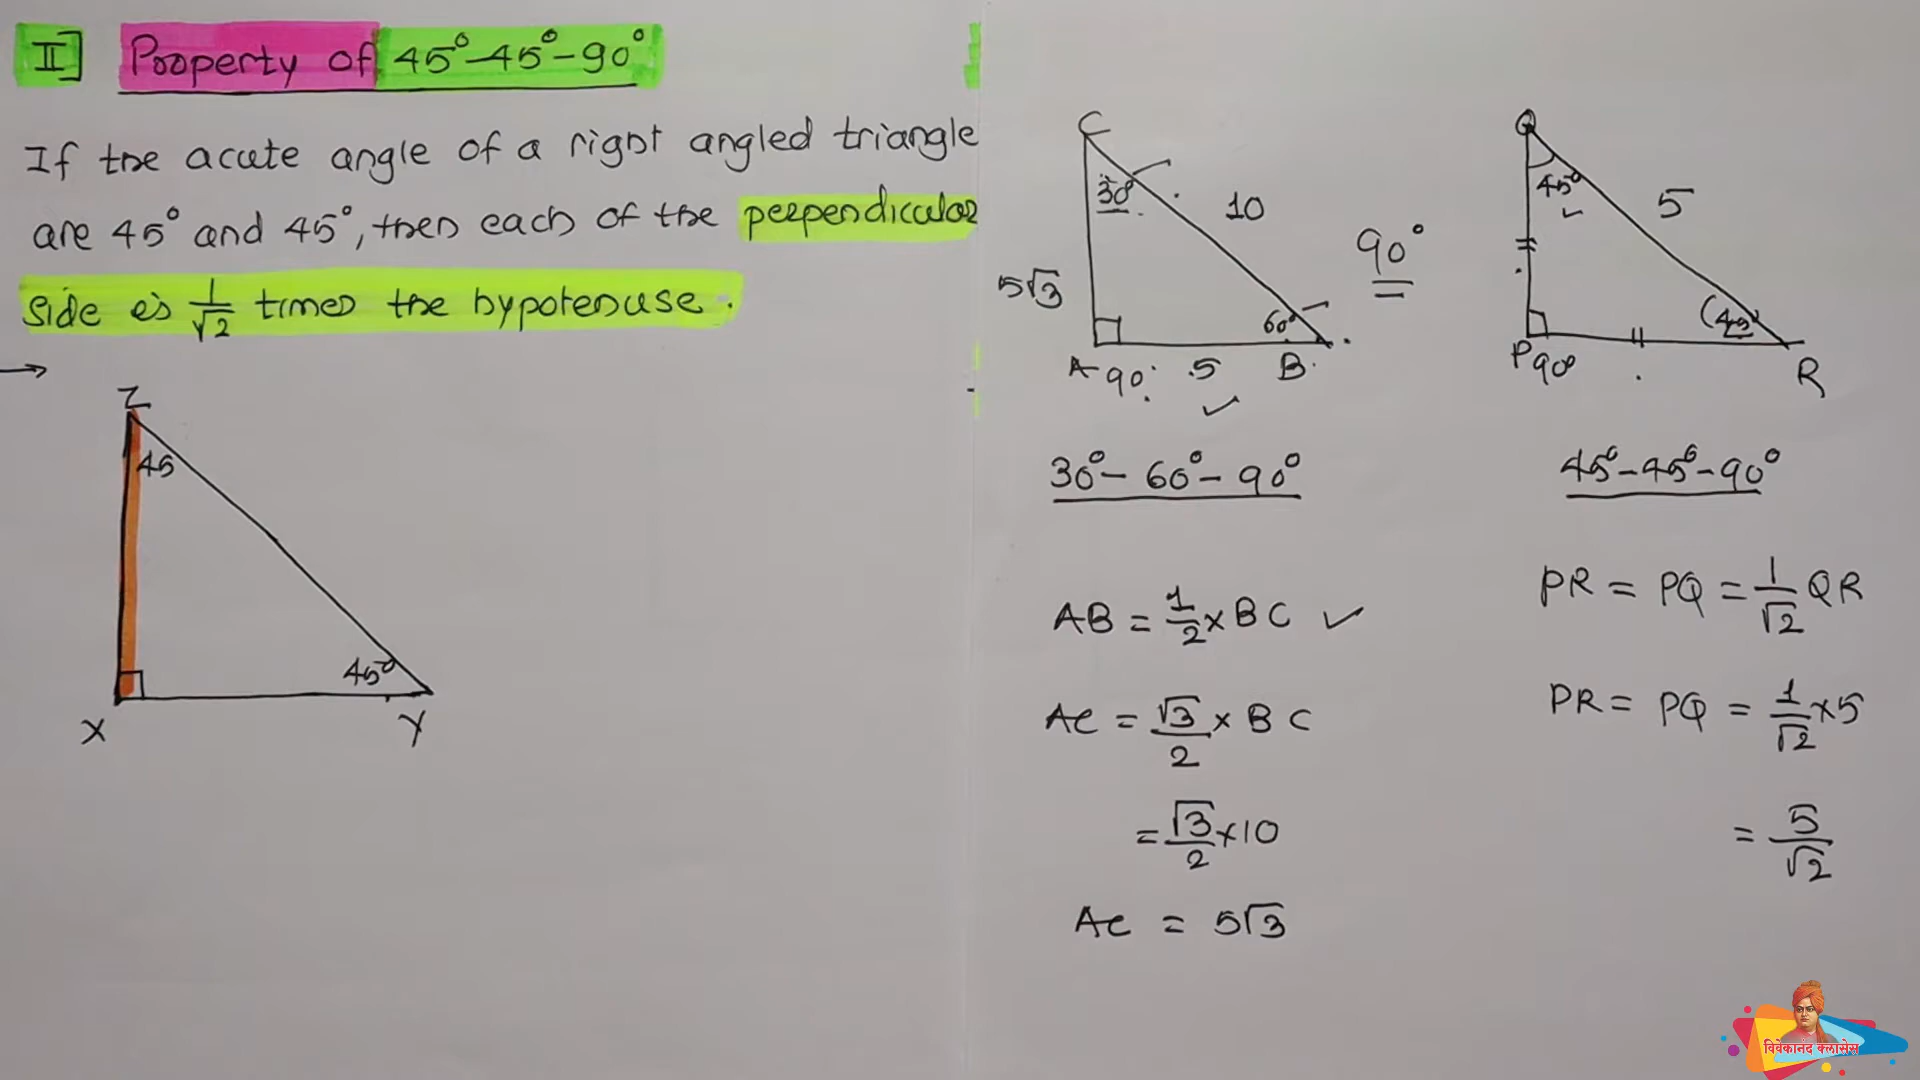 II] Property of 45°-45°-90°
If the acute angle of a right angled triangle
are 45° and 45°, then each of the perpendicular
side is 1/√2 times the hypotenuse.
→
Z
45
45°
X
Y
C
30°
10
5√3
60°
A
90°
5
B
✓
90°
Q
45°
✓
5
45°
P
90°
R
30°-60°-90°
AB = 1/2 × BC ✓
AC = √3/2 × BC
= √3/2 × 10
AC = 5√3
45°-45°-90°
PR = PQ = 1/√2 QR
PR = PQ = 1/√2 × 5
= 5/√2
विवेकानंद क्लासेस